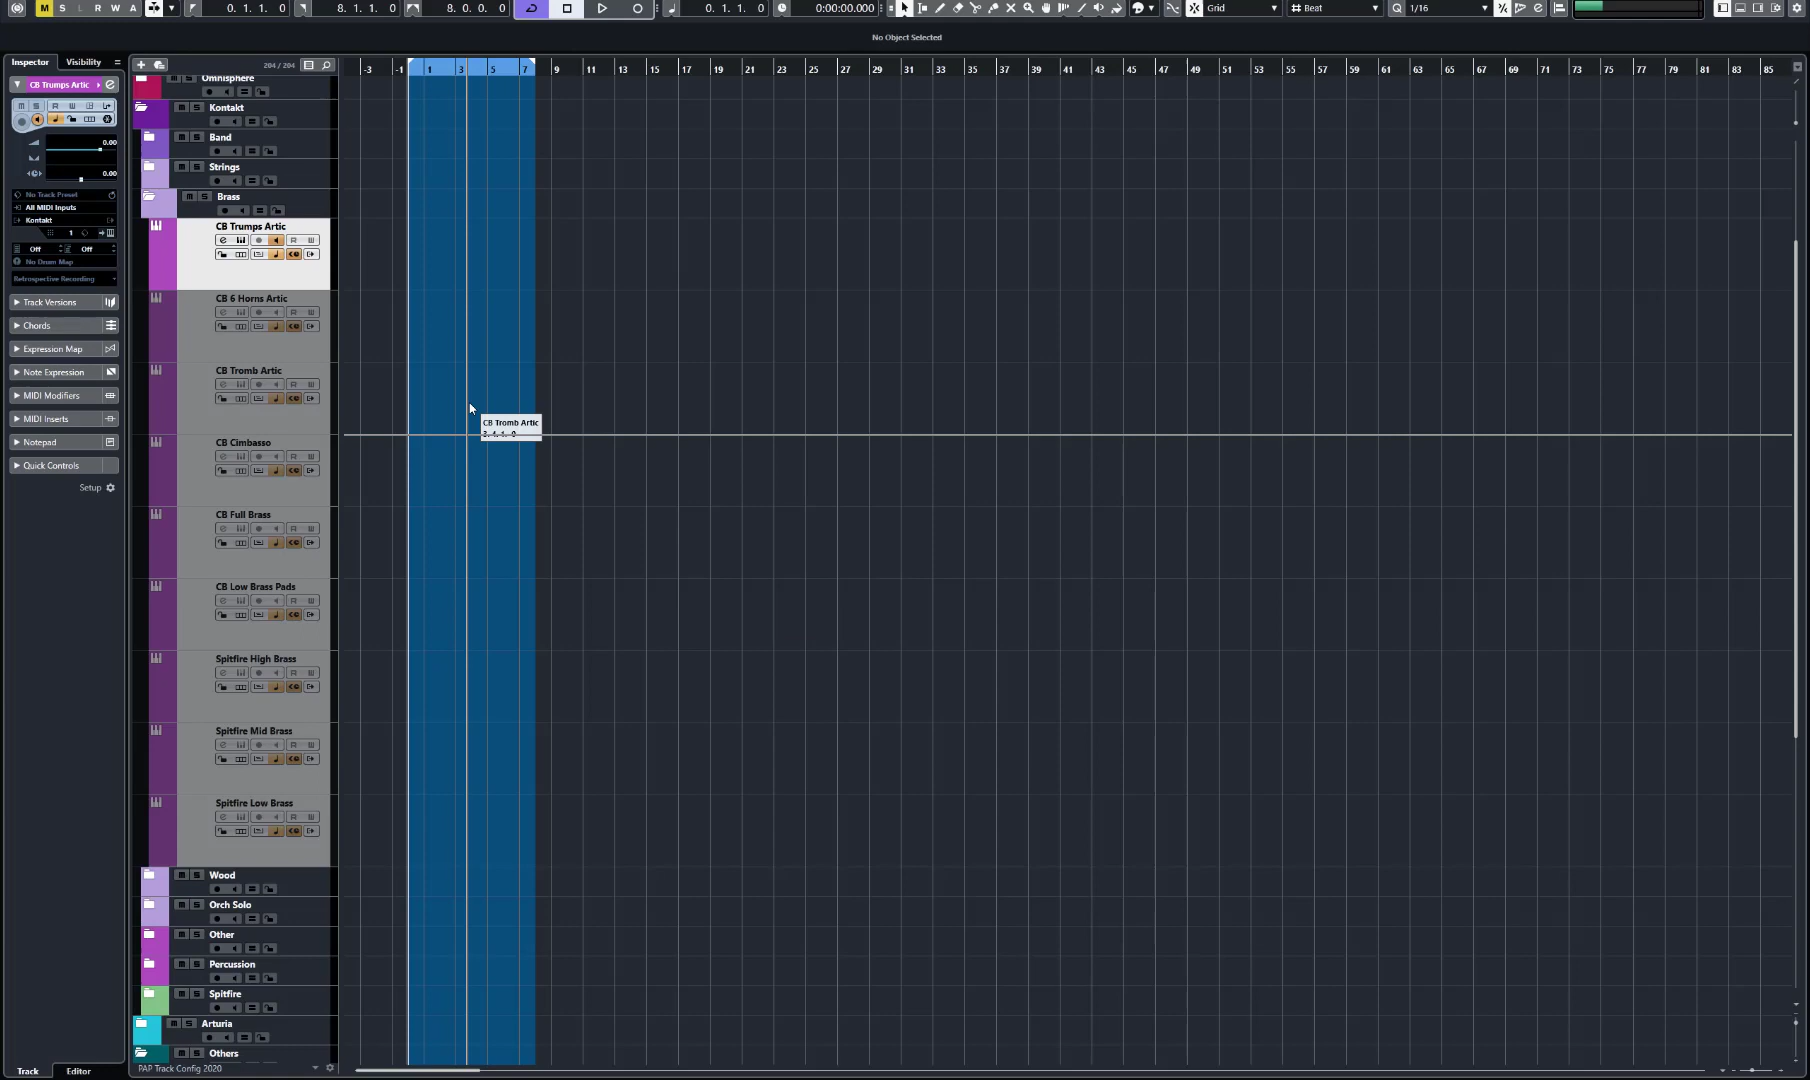 M S L R W A
0. 1. 1. 0
8. 1. 1. 0
8. 0. 0. 0
0. 1. 1. 0
0:00:00.000
Grid
Beat
1/16
No Object Selected
Inspector Visibility
204 / 204
-3 -1 1 3 5 7 9 11 13 15 17 19 21 23 25 27 29 31 33 35 37 39 41 43 45 47 49 51 53 55 57 59 61 63 65 67 69 71 73 75 77 79 81 83 85
CB Trumps Artic
M S R W
0.00
0.00
No Track Preset
All MIDI Inputs
Kontakt
1
Off Off
No Drum Map
Retrospective Recording
Track Versions
Chords
Expression Map
Note Expression
MIDI Modifiers
MIDI Inserts
Notepad
Quick Controls
Setup
Track Editor
Omnisphere
M S Kontakt
M S Band
M S Strings
M S Brass
CB Trumps Artic
R W
CB 6 Horns Artic
R W
CB Tromb Artic
R W
CB Cimbasso
R W
CB Full Brass
R W
CB Low Brass Pads
R W
Spitfire High Brass
R W
Spitfire Mid Brass
R W
Spitfire Low Brass
R W
M S Wood
M S Orch Solo
M S Other
M S Percussion
M S Spitfire
M S Arturia
M S Others
PAP Track Config 2020
CB Tromb Artic
3. 4. 1. 0